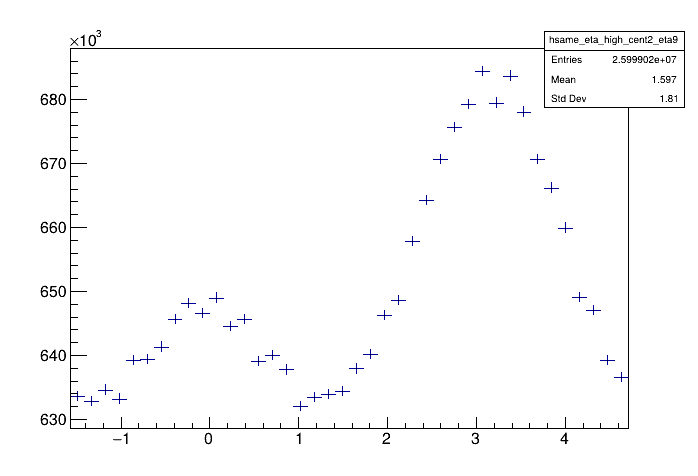 ×10³
hsame_eta_high_cent2_eta9
Entries 2.599902e+07
Mean 1.597
Std Dev 1.81
680
670
660
650
640
630
−1 0 1 2 3 4